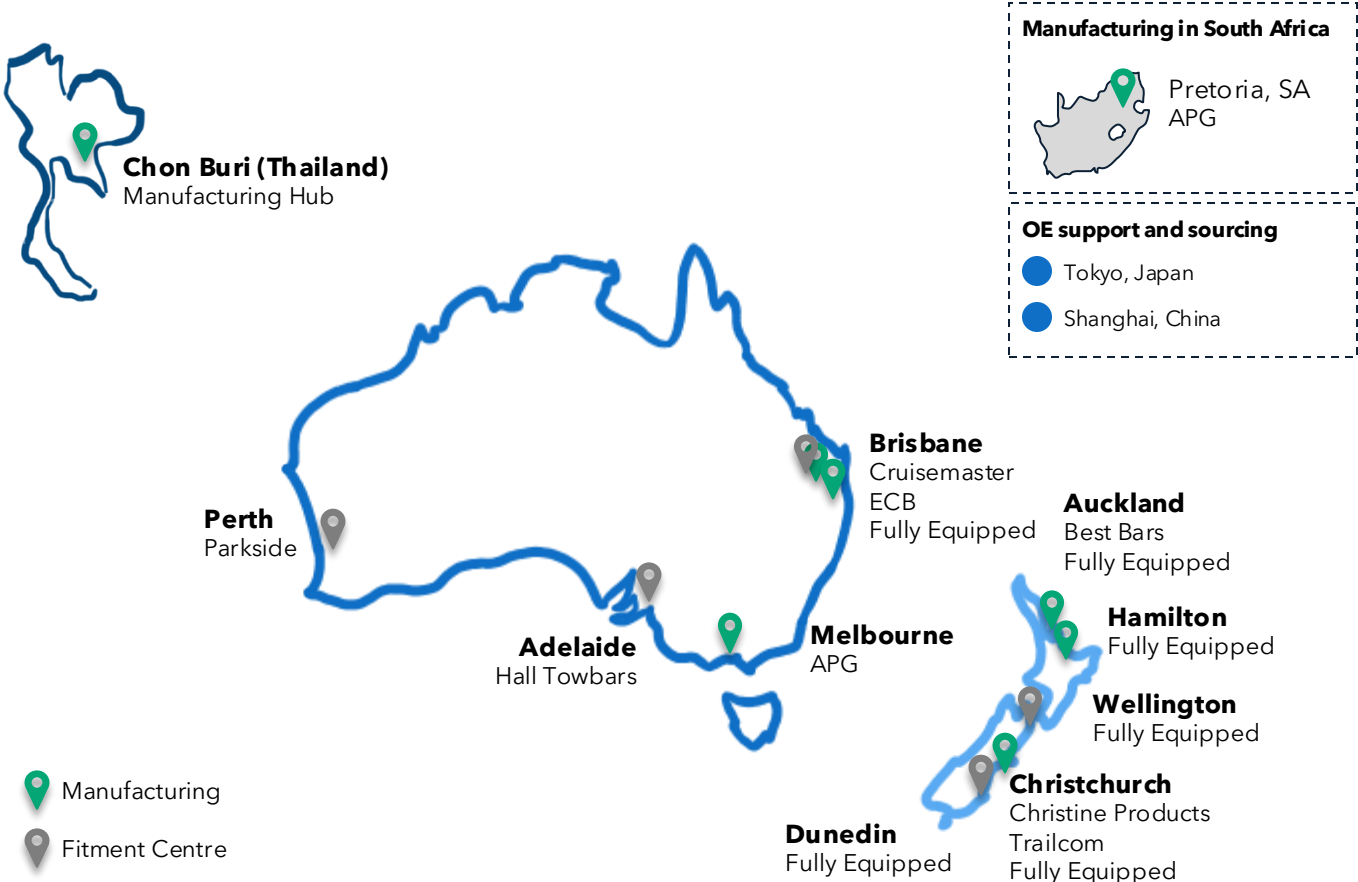 Manufacturing in South Africa
Pretoria, SA
APG
OE support and sourcing
Tokyo, Japan
Shanghai, China
Chon Buri (Thailand)
Manufacturing Hub
Brisbane
Cruisemaster
ECB
Fully Equipped
Perth
Parkside
Adelaide
Hall Towbars
Melbourne
APG
Auckland
Best Bars
Fully Equipped
Hamilton
Fully Equipped
Wellington
Fully Equipped
Christchurch
Christine Products
Trailcom
Fully Equipped
Dunedin
Fully Equipped
Manufacturing
Fitment Centre